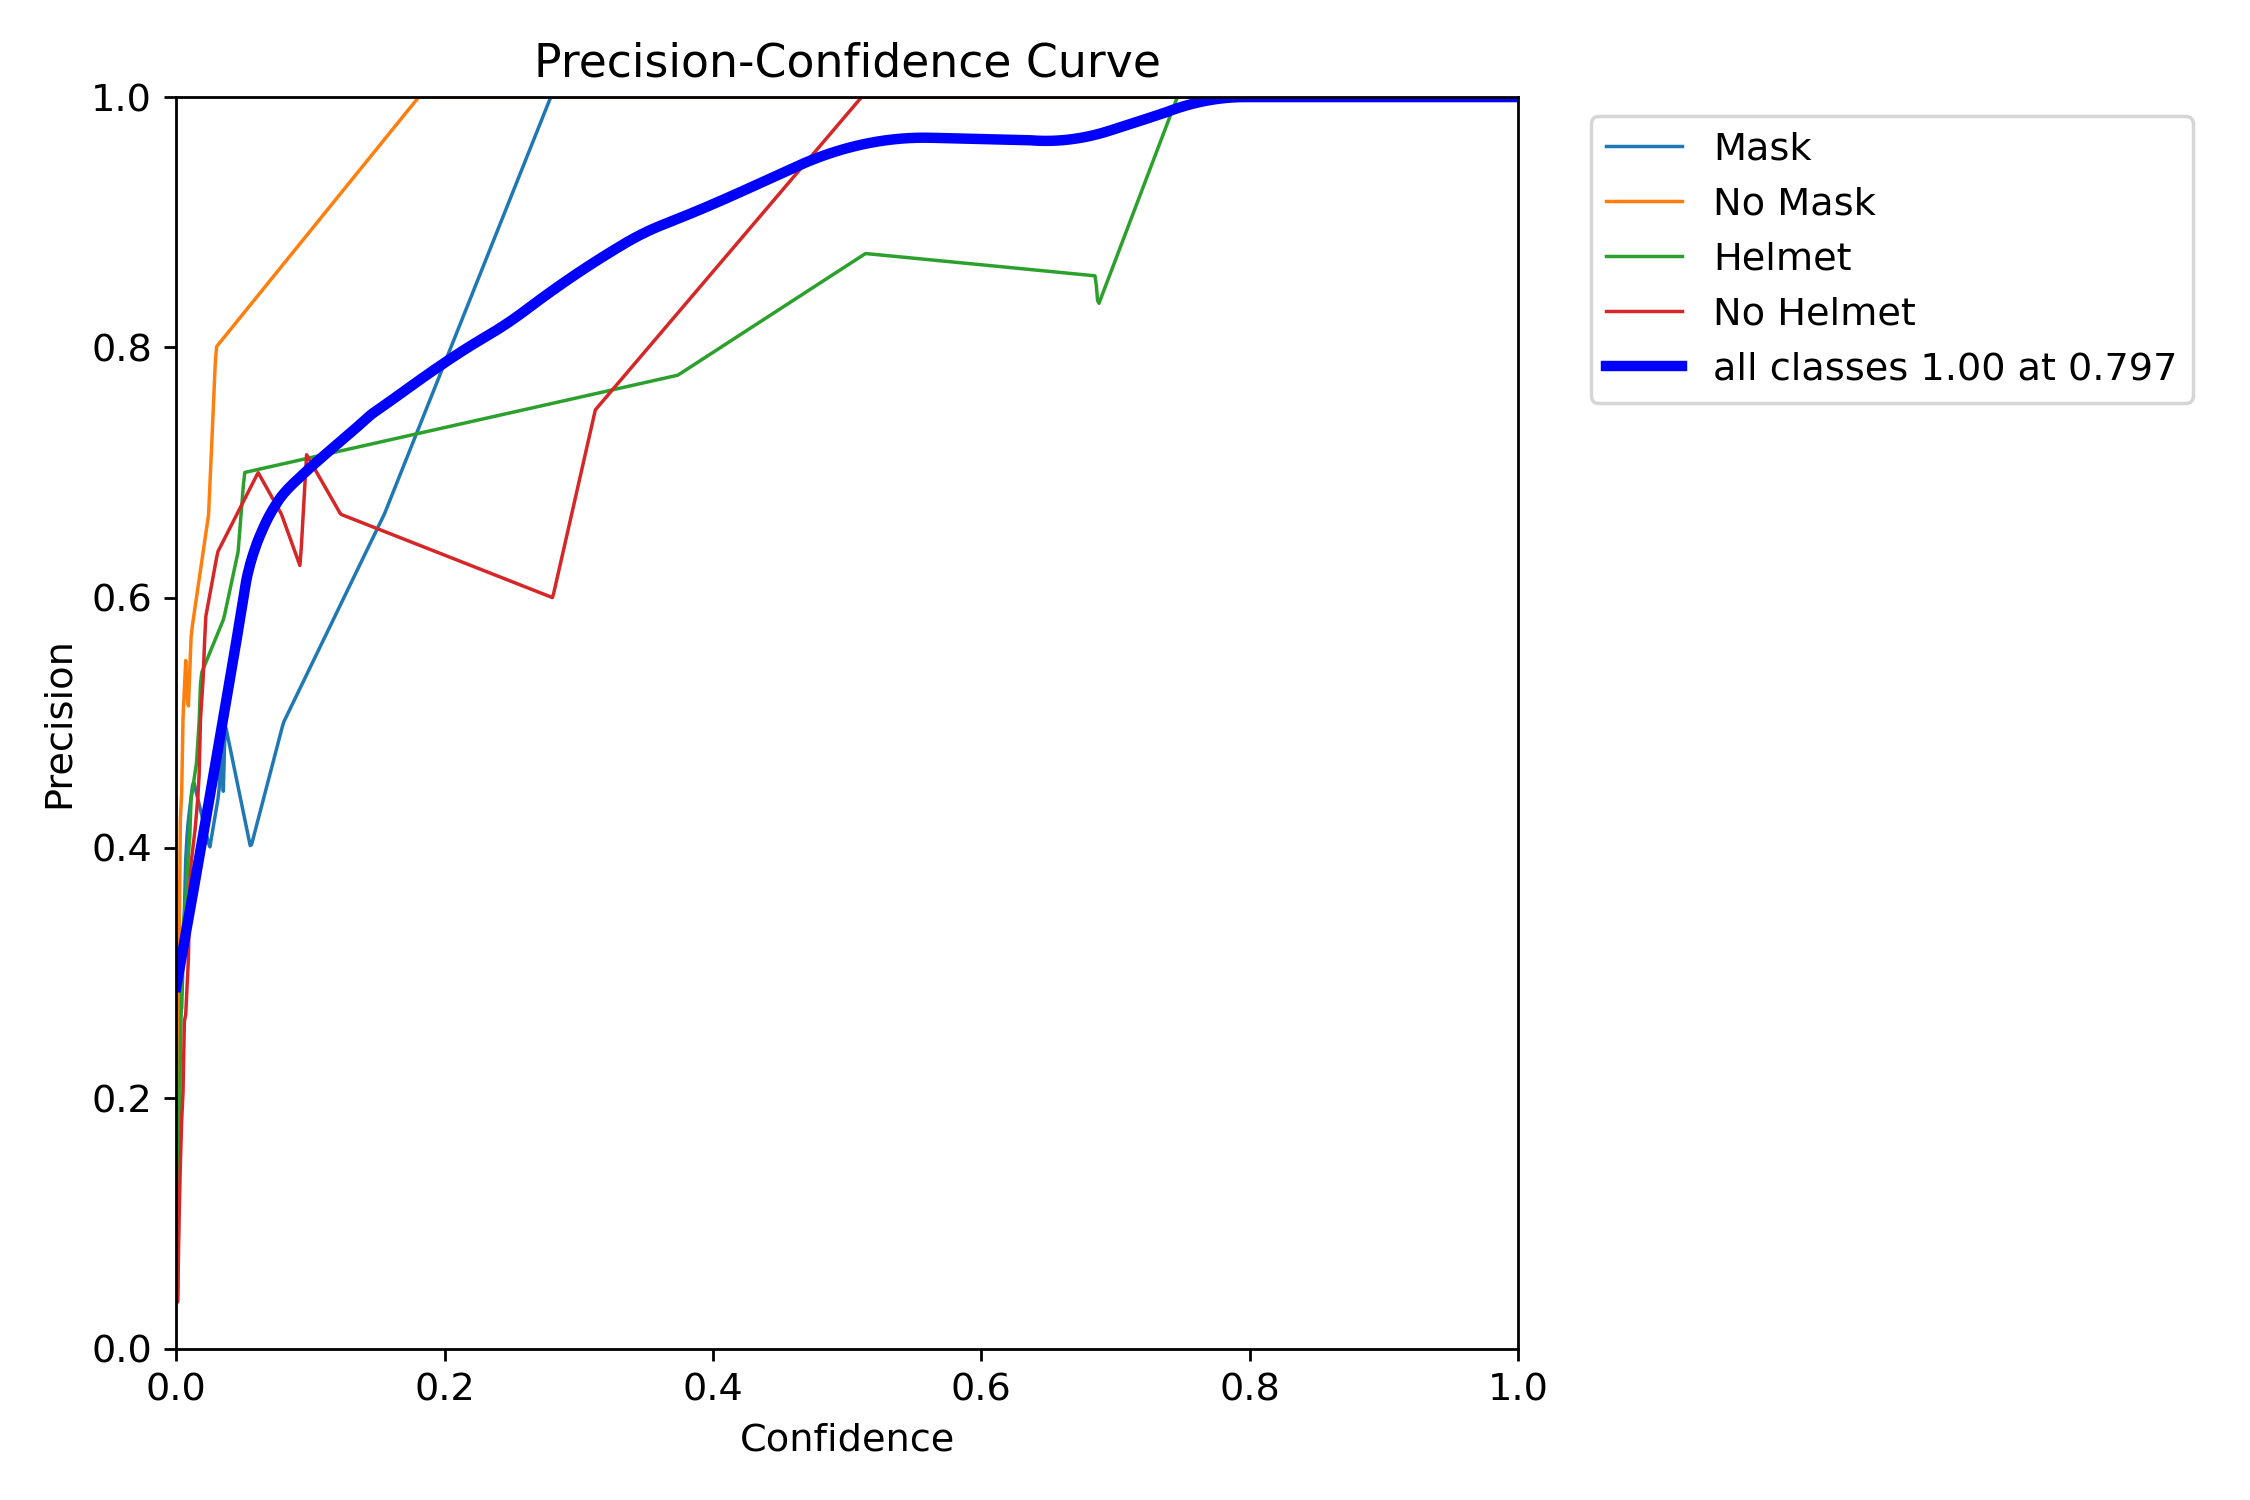 Precision-Confidence Curve
1.0
0.8
0.6
0.4
0.2
0.0
Precision
0.0 0.2 0.4 0.6 0.8 1.0
Confidence
Mask
No Mask
Helmet
No Helmet
all classes 1.00 at 0.797